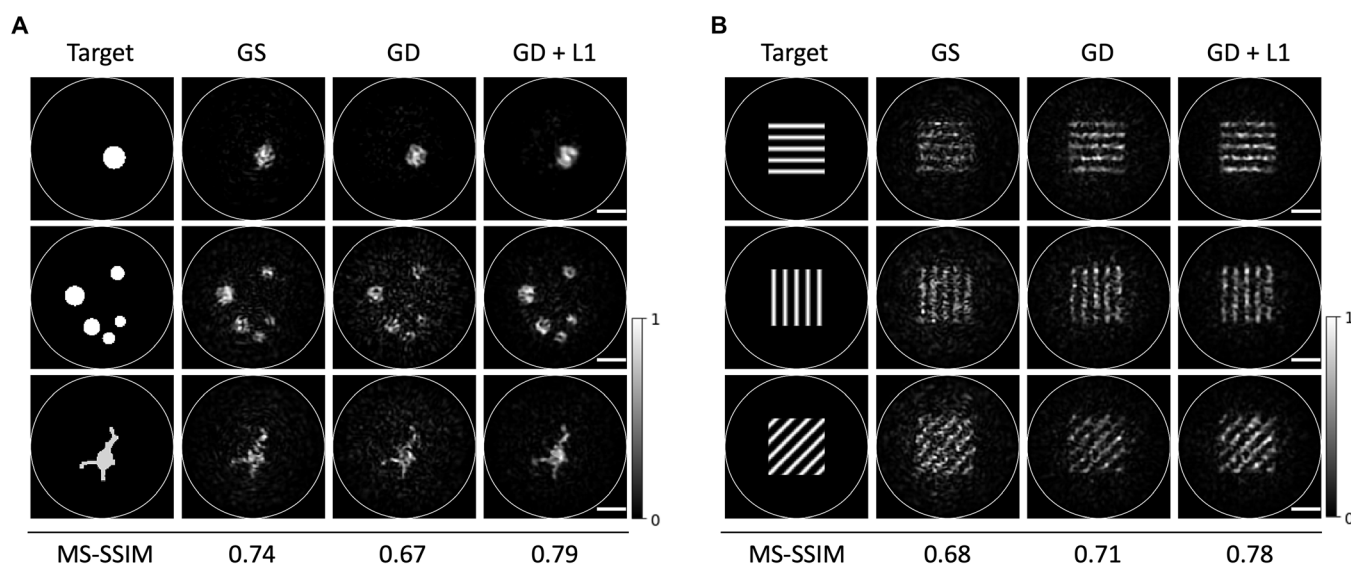 A
B
Target GS GD GD + L1
Target GS GD GD + L1
1
0
1
0
MS-SSIM 0.74 0.67 0.79
MS-SSIM 0.68 0.71 0.78